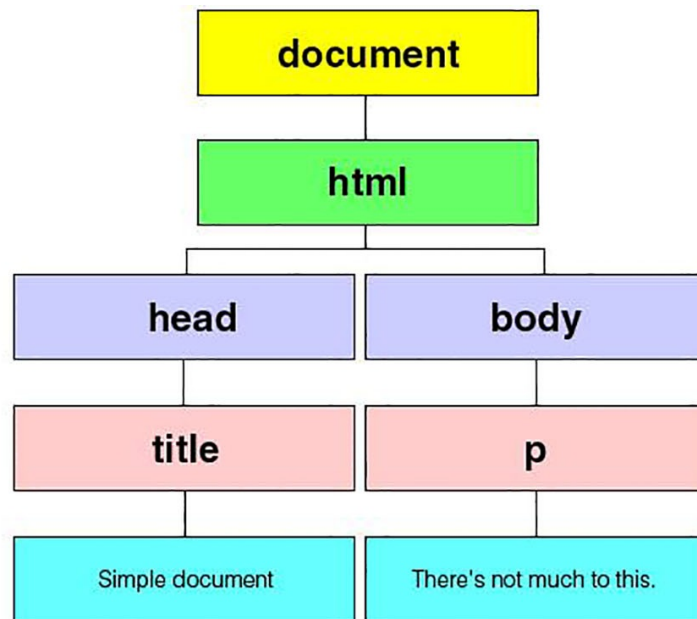 document
html
head
body
title
p
Simple document
There's not much to this.